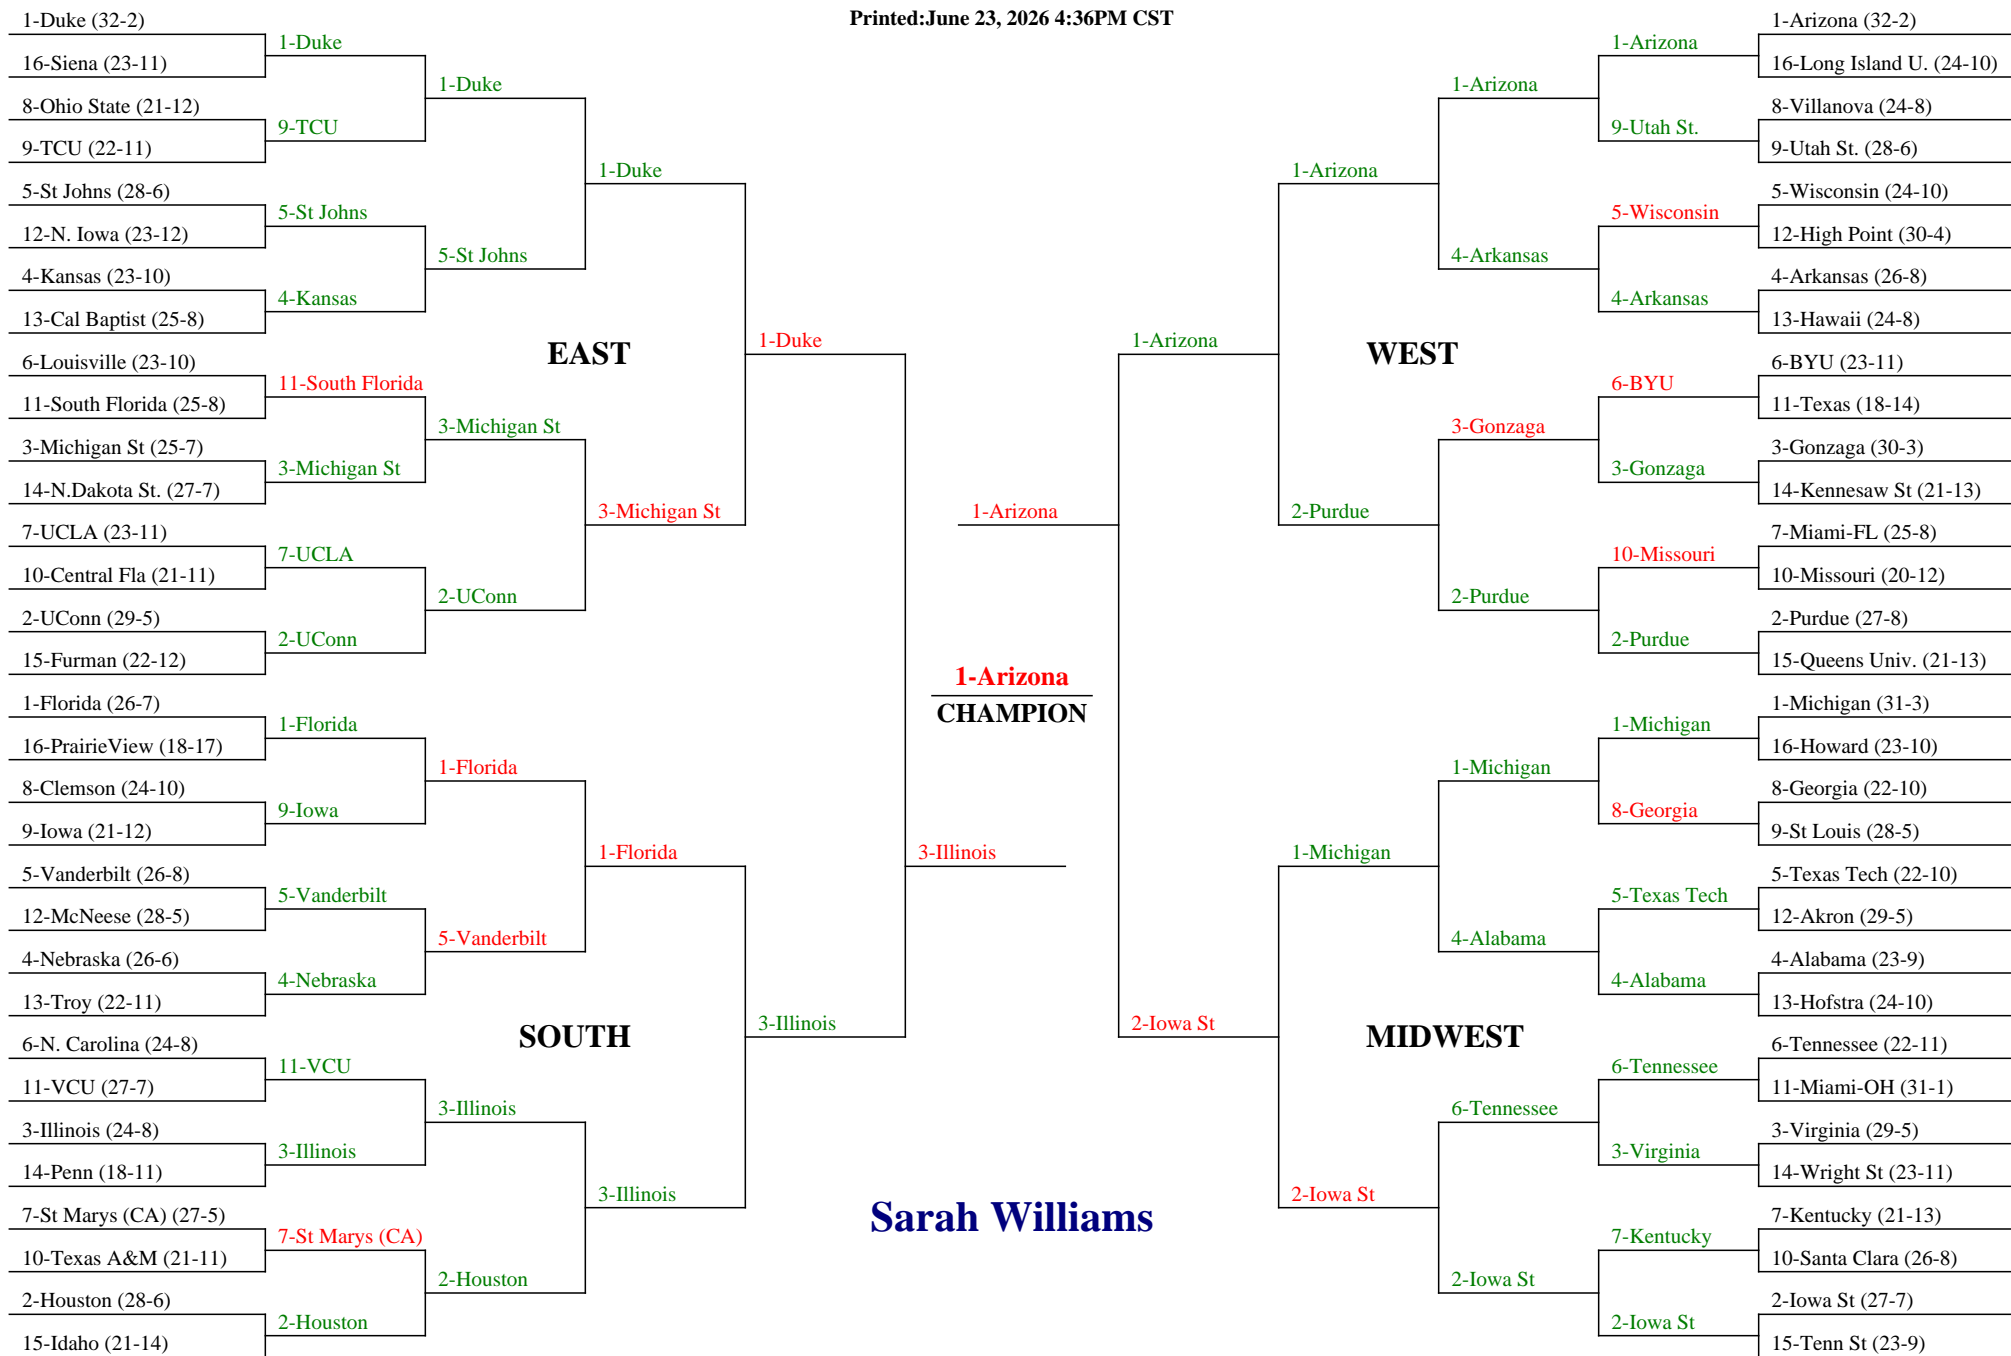 Printed:June 23, 2026 4:36PM CST
1-Duke (32-2)
16-Siena (23-11)
8-Ohio State (21-12)
9-TCU (22-11)
5-St Johns (28-6)
12-N. Iowa (23-12)
4-Kansas (23-10)
13-Cal Baptist (25-8)
6-Louisville (23-10)
11-South Florida (25-8)
3-Michigan St (25-7)
14-N.Dakota St. (27-7)
7-UCLA (23-11)
10-Central Fla (21-11)
2-UConn (29-5)
15-Furman (22-12)
1-Florida (26-7)
16-PrairieView (18-17)
8-Clemson (24-10)
9-Iowa (21-12)
5-Vanderbilt (26-8)
12-McNeese (28-5)
4-Nebraska (26-6)
13-Troy (22-11)
6-N. Carolina (24-8)
11-VCU (27-7)
3-Illinois (24-8)
14-Penn (18-11)
7-St Marys (CA) (27-5)
10-Texas A&M (21-11)
2-Houston (28-6)
15-Idaho (21-14)
1-Duke
9-TCU
5-St Johns
4-Kansas
11-South Florida
3-Michigan St
7-UCLA
2-UConn
1-Florida
9-Iowa
5-Vanderbilt
4-Nebraska
11-VCU
3-Illinois
7-St Marys (CA)
2-Houston
1-Duke
5-St Johns
3-Michigan St
2-UConn
1-Florida
5-Vanderbilt
3-Illinois
2-Houston
1-Duke
EAST
3-Michigan St
1-Florida
SOUTH
3-Illinois
1-Duke
3-Illinois
3-Illinois
1-Arizona
1-Arizona
CHAMPION
Sarah Williams
1-Arizona
2-Iowa St
1-Arizona
WEST
2-Purdue
1-Michigan
MIDWEST
2-Iowa St
1-Arizona
4-Arkansas
3-Gonzaga
2-Purdue
1-Michigan
4-Alabama
6-Tennessee
2-Iowa St
1-Arizona
9-Utah St.
5-Wisconsin
4-Arkansas
6-BYU
3-Gonzaga
10-Missouri
2-Purdue
1-Michigan
8-Georgia
5-Texas Tech
4-Alabama
6-Tennessee
3-Virginia
7-Kentucky
2-Iowa St
1-Arizona (32-2)
16-Long Island U. (24-10)
8-Villanova (24-8)
9-Utah St. (28-6)
5-Wisconsin (24-10)
12-High Point (30-4)
4-Arkansas (26-8)
13-Hawaii (24-8)
6-BYU (23-11)
11-Texas (18-14)
3-Gonzaga (30-3)
14-Kennesaw St (21-13)
7-Miami-FL (25-8)
10-Missouri (20-12)
2-Purdue (27-8)
15-Queens Univ. (21-13)
1-Michigan (31-3)
16-Howard (23-10)
8-Georgia (22-10)
9-St Louis (28-5)
5-Texas Tech (22-10)
12-Akron (29-5)
4-Alabama (23-9)
13-Hofstra (24-10)
6-Tennessee (22-11)
11-Miami-OH (31-1)
3-Virginia (29-5)
14-Wright St (23-11)
7-Kentucky (21-13)
10-Santa Clara (26-8)
2-Iowa St (27-7)
15-Tenn St (23-9)